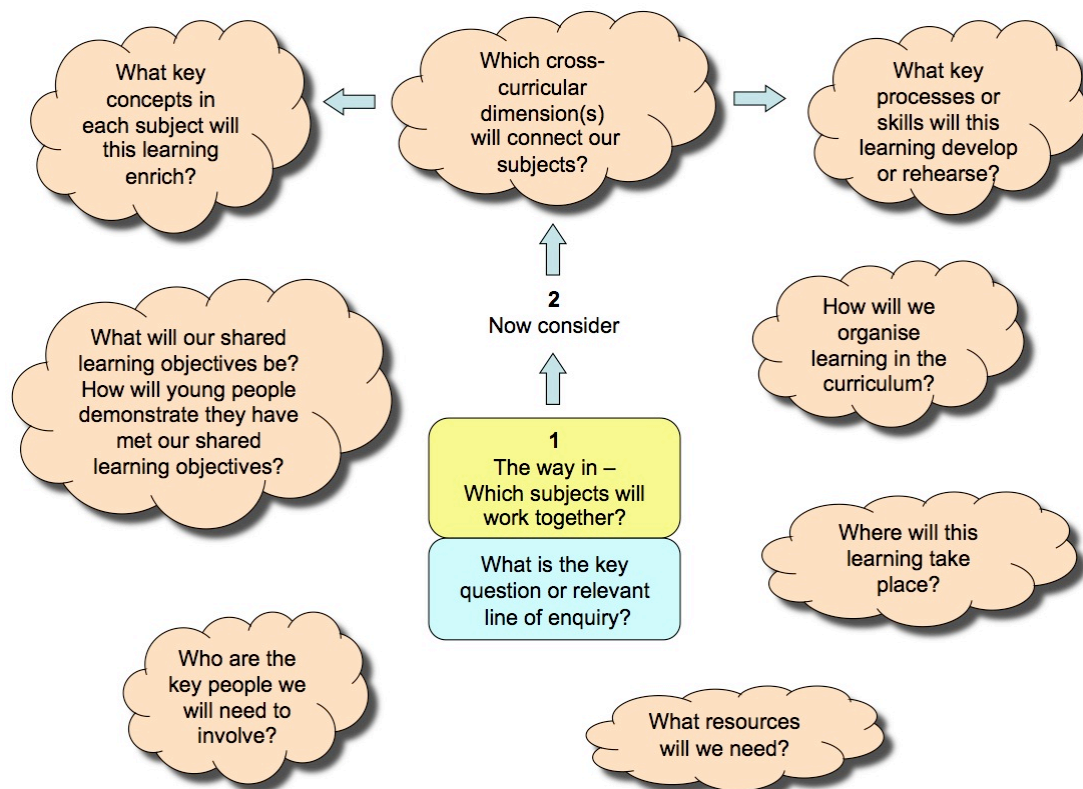 What key
concepts in
each subject will
this learning
enrich?
Which cross-
curricular
dimension(s)
will connect our
subjects?
What key
processes or
skills will this
learning develop
or rehearse?
2
Now consider
What will our shared
learning objectives be?
How will young people
demonstrate they have
met our shared
learning objectives?
How will we
organise
learning in the
curriculum?
1
The way in –
Which subjects will
work together?
What is the key
question or relevant
line of enquiry?
Where will this
learning take
place?
Who are the
key people we
will need to
involve?
What resources
will we need?